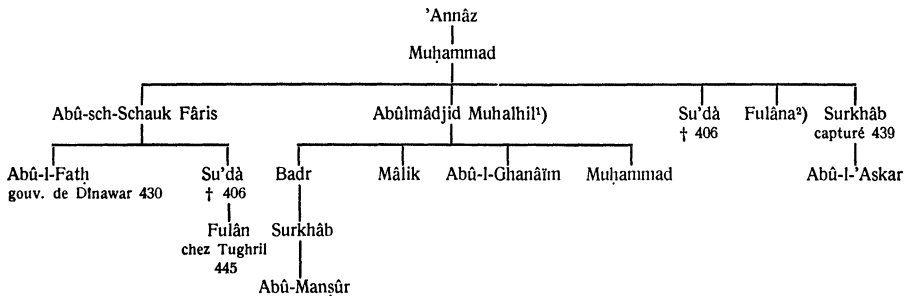 ’Annâz
Muḥammad
Abû-sch-Schauk Fâris Abûlmâdjid Muhalhil¹) Su’dà Fulâna²) Surkhâb
† 406 capturé 439
Abû-l-Fatḥ Su’dà Badr Mâlik Abû-l-Ghanâïm Muḥammad Abû-l-’Askar
gouv. de Dînawar 430 † 406
Fulân Surkhâb
chez Tughril
445
Abû-Manṣûr